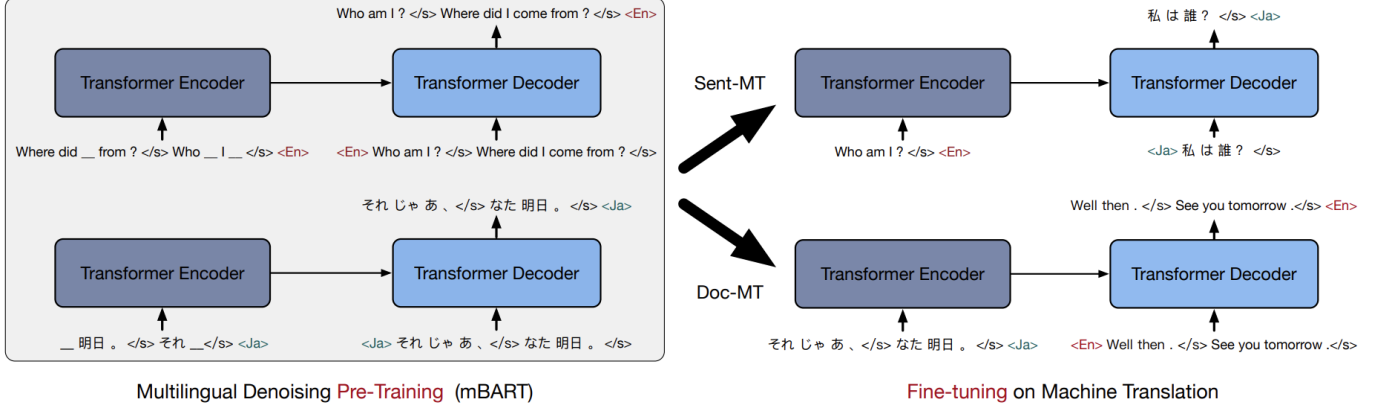 Who am I ? </s> Where did I come from ? </s> <En>
Transformer Encoder
Transformer Decoder
Where did __ from ? </s> Who __ I __ </s> <En>
<En> Who am I ? </s> Where did I come from ? </s>
それ じゃ あ 、</s> なた 明日 。 </s> <Ja>
Transformer Encoder
Transformer Decoder
__ 明日 。 </s> それ __</s> <Ja>
<Ja> それ じゃ あ 、</s> なた 明日 。 </s>
Multilingual Denoising Pre-Training (mBART)
Sent-MT
Doc-MT
私 は 誰？ </s> <Ja>
Transformer Encoder
Transformer Decoder
Who am I ? </s> <En>
<Ja> 私 は 誰？ </s>
Well then . </s> See you tomorrow .</s> <En>
Transformer Encoder
Transformer Decoder
それ じゃ あ 、</s> なた 明日 。 </s> <Ja>
<En> Well then . </s> See you tomorrow .</s>
Fine-tuning on Machine Translation